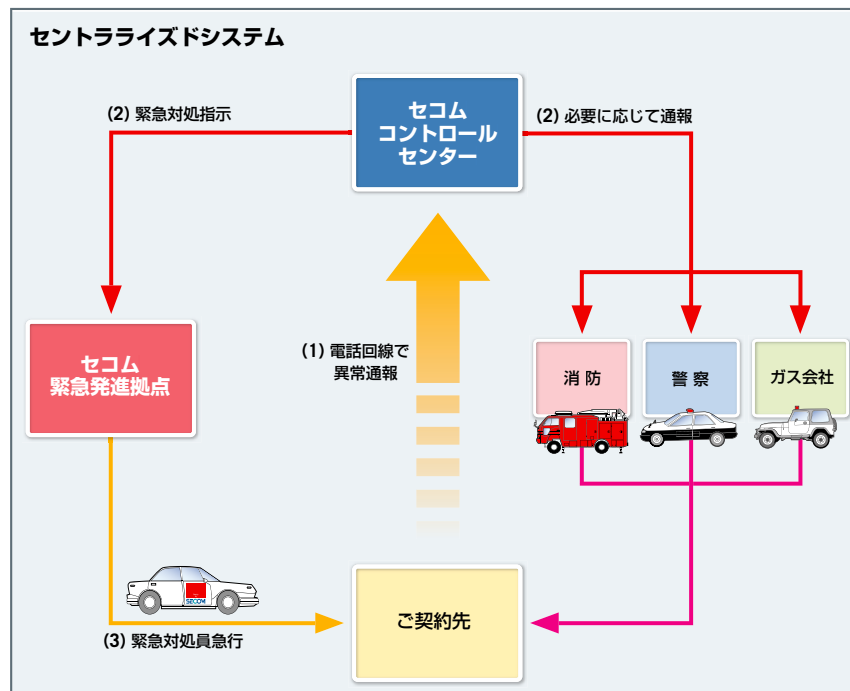 セントラライズドシステム
(2) 緊急対処指示
セコム
コントロール
センター
(2) 必要に応じて通報
セコム
緊急発進拠点
(1) 電話回線で
異常通報
消防
警察
ガス会社
SECOM
(3) 緊急対処員急行
ご契約先